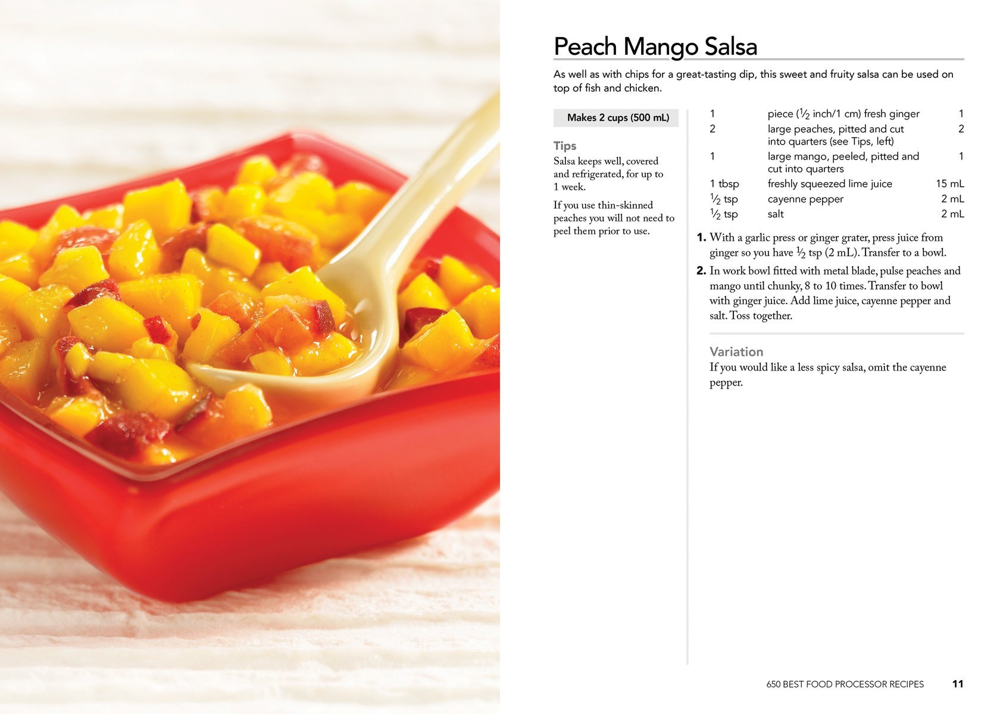 Peach Mango Salsa
As well as with chips for a great-tasting dip, this sweet and fruity salsa can be used on
top of fish and chicken.
Makes 2 cups (500 mL)
Tips
Salsa keeps well, covered
and refrigerated, for up to
1 week.
If you use thin-skinned
peaches you will not need to
peel them prior to use.
1 piece (1⁄2 inch/1 cm) fresh ginger 1
2 large peaches, pitted and cut 2
into quarters (see Tips, left)
1 large mango, peeled, pitted and 1
cut into quarters
1 tbsp freshly squeezed lime juice 15 mL
1⁄2 tsp cayenne pepper 2 mL
1⁄2 tsp salt 2 mL
1. With a garlic press or ginger grater, press juice from
ginger so you have 1⁄2 tsp (2 mL). Transfer to a bowl.
2. In work bowl fitted with metal blade, pulse peaches and
mango until chunky, 8 to 10 times. Transfer to bowl
with ginger juice. Add lime juice, cayenne pepper and
salt. Toss together.
Variation
If you would like a less spicy salsa, omit the cayenne
pepper.
650 BEST FOOD PROCESSOR RECIPES 11